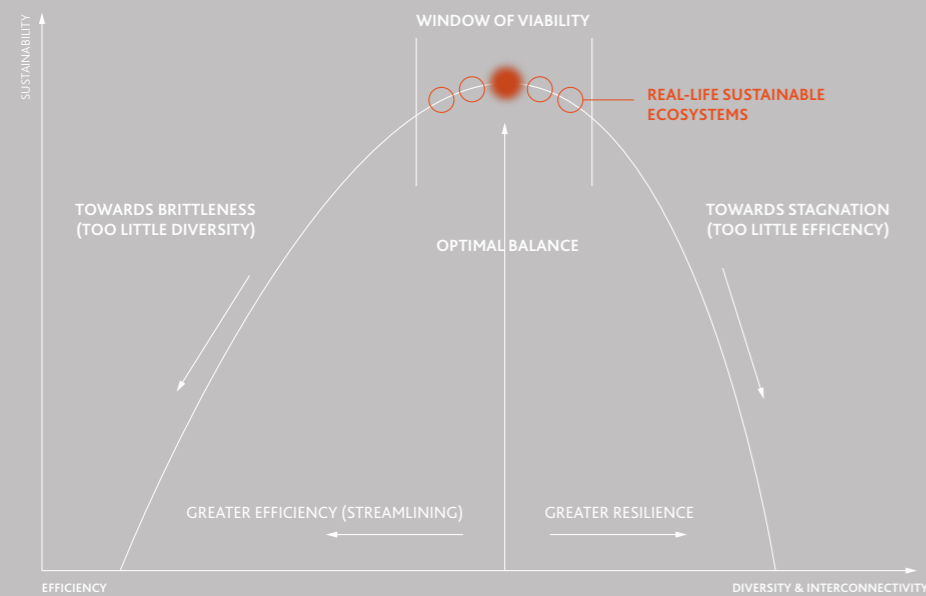 SUSTAINABILITY
WINDOW OF VIABILITY
REAL-LIFE SUSTAINABLE
ECOSYSTEMS
TOWARDS BRITTLENESS
(TOO LITTLE DIVERSITY)
TOWARDS STAGNATION
(TOO LITTLE EFFICENCY)
OPTIMAL BALANCE
GREATER EFFICIENCY (STREAMLINING)
GREATER RESILIENCE
EFFICIENCY
DIVERSITY & INTERCONNECTIVITY